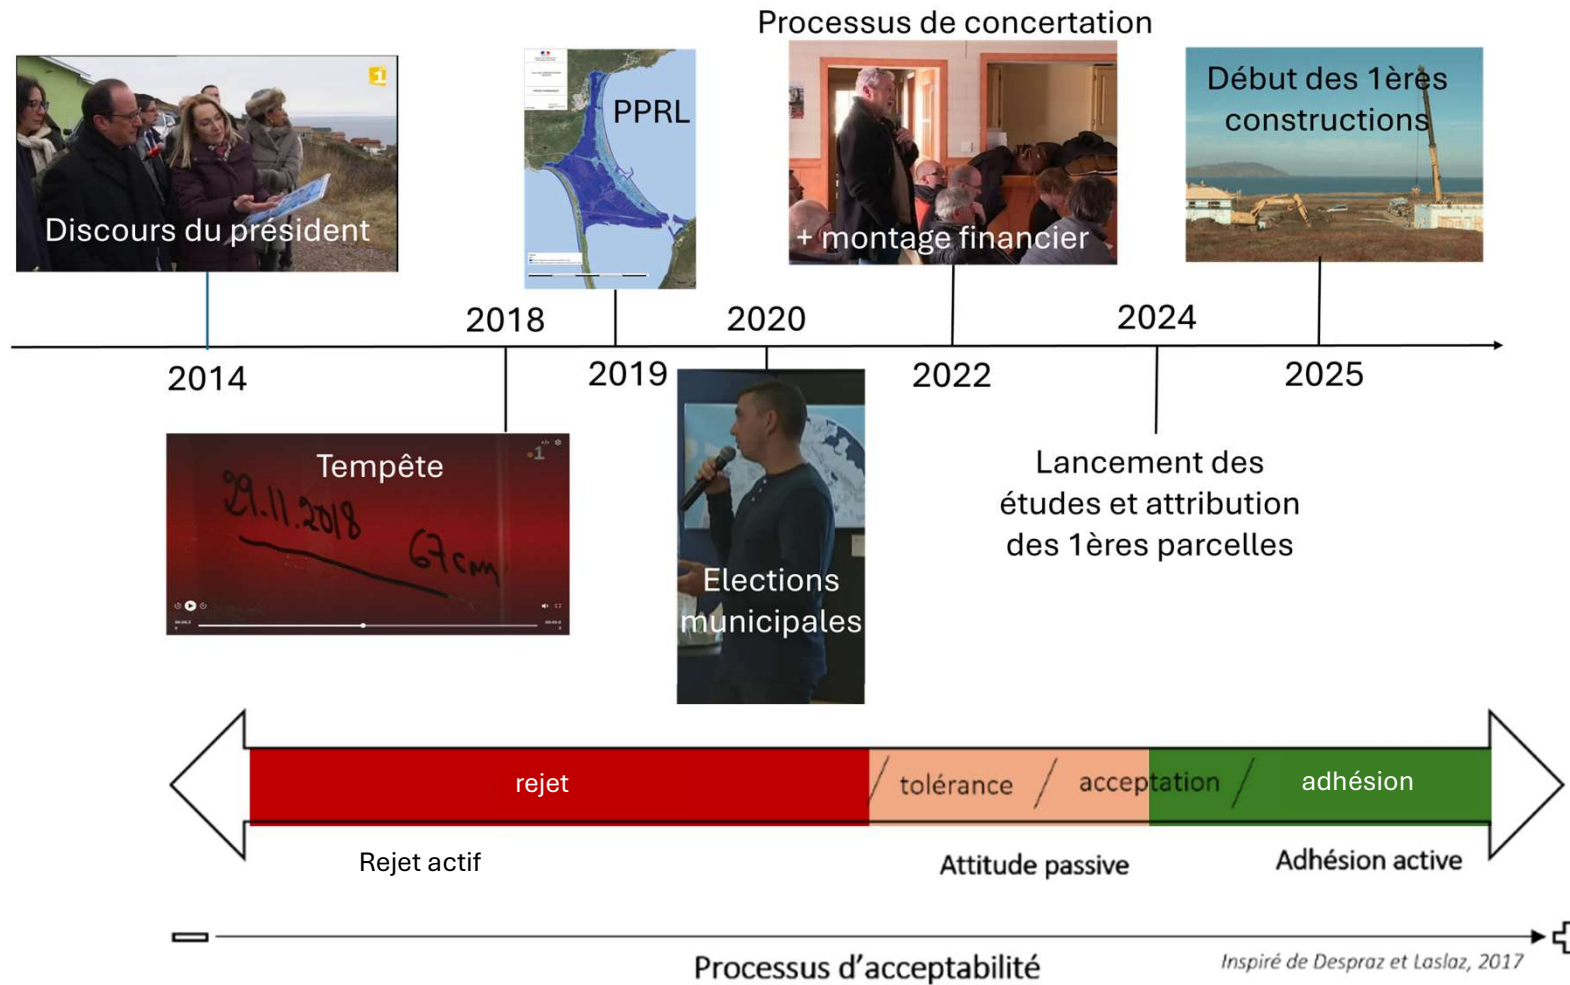 Processus de concertation
1
Discours du président
PPRL
+ montage financier
Début des 1ères
constructions
2018
2020
2024
2014
2019
2022
2025
Tempête
1
29.11.2018
67cm
Elections
municipales
Lancement des
études et attribution
des 1ères parcelles
rejet / tolérance / acceptation / adhésion
Rejet actif
Attitude passive
Adhésion active
Processus d'acceptabilité
Inspiré de Despraz et Laslaz, 2017